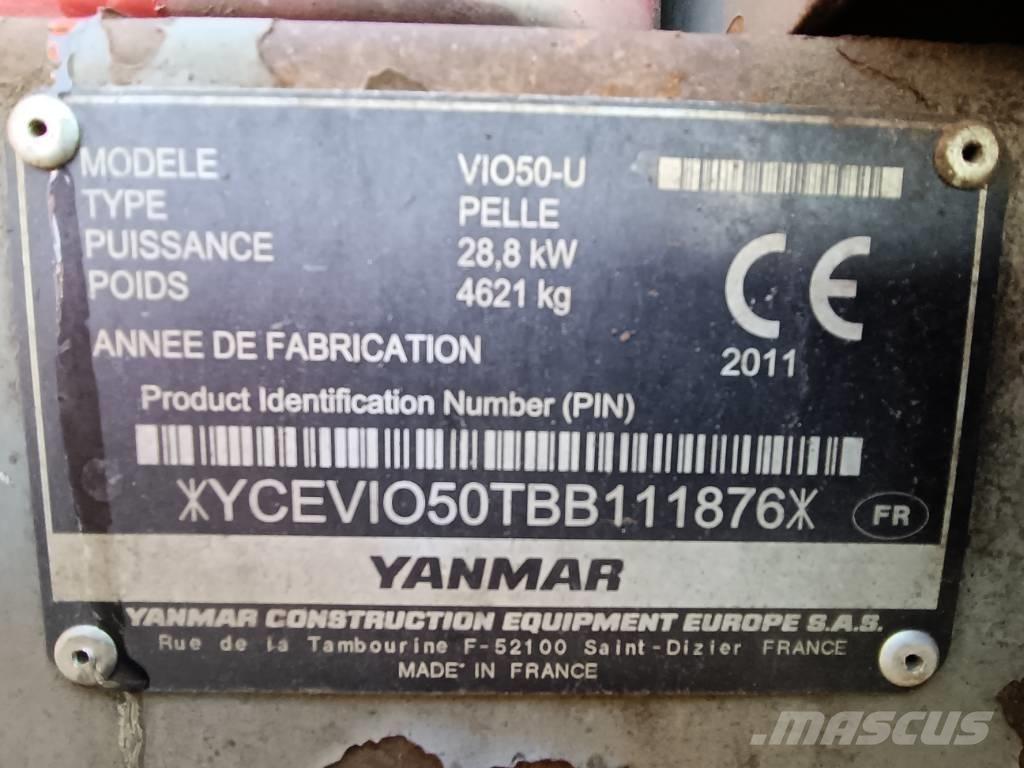 MODELE VIO50-U
TYPE PELLE
PUISSANCE 28,8 kW
POIDS 4621 kg
CE
ANNEE DE FABRICATION 2011
Product Identification Number (PIN)
*YCEVIO50TBB111876*
FR
YANMAR
YANMAR CONSTRUCTION EQUIPMENT EUROPE S.A.S.
Rue de la Tambourine F-52100 Saint-Dizier FRANCE
MADE IN FRANCE
MASCUS